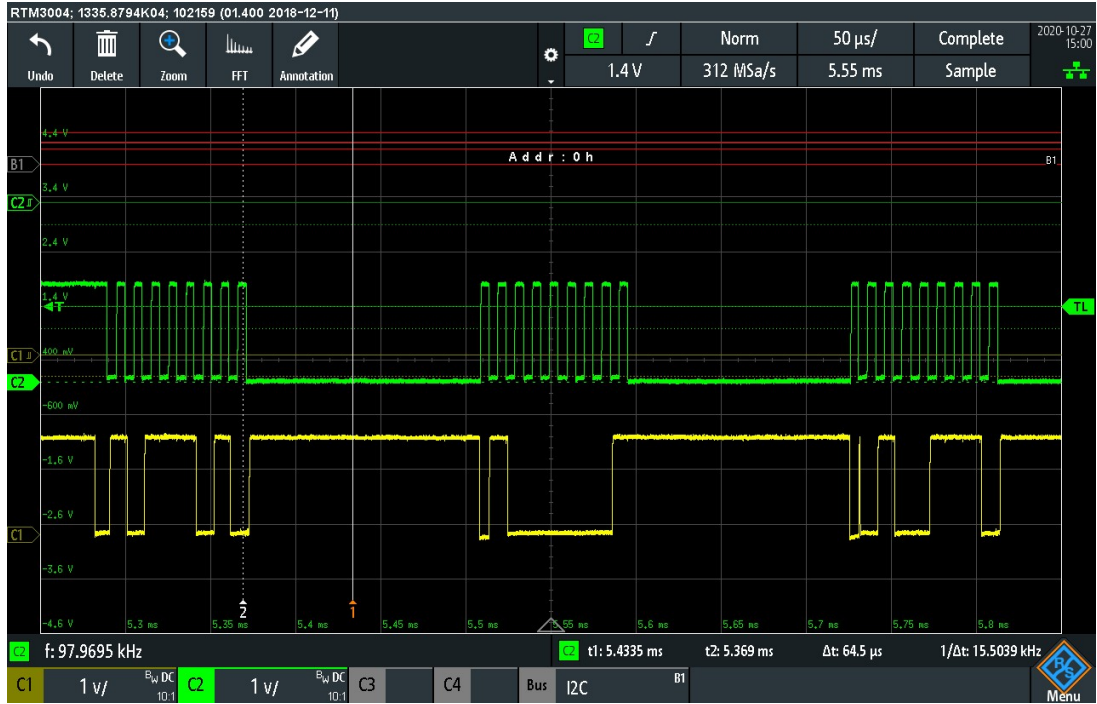 RTM3004; 1335.8794K04; 102159 (01.400 2018-12-11)
Undo Delete Zoom FFT Annotation
C2 Norm 50 µs/ Complete 2020-10-27
15:00
1.4 V 312 MSa/s 5.55 ms Sample
4.4 V
Addr:0h
B1 B1
3.4 V
C2
2.4 V
1.4 V
T TL
C1 400 mV
C2
-600 mV
-1.6 V
-2.6 V
C1
-3.6 V
2 1
-4.6 V 5.3 ms 5.35 ms 5.4 ms 5.45 ms 5.5 ms 5.55 ms 5.6 ms 5.65 ms 5.7 ms 5.75 ms 5.8 ms
C2 f: 97.9695 kHz C2 t1: 5.4335 ms t2: 5.369 ms Δt: 64.5 µs 1/Δt: 15.5039 kHz
C1 1 V/ BW DC 10:1 C2 1 V/ BW DC 10:1 C3 C4 Bus I2C B1
R S
Menu